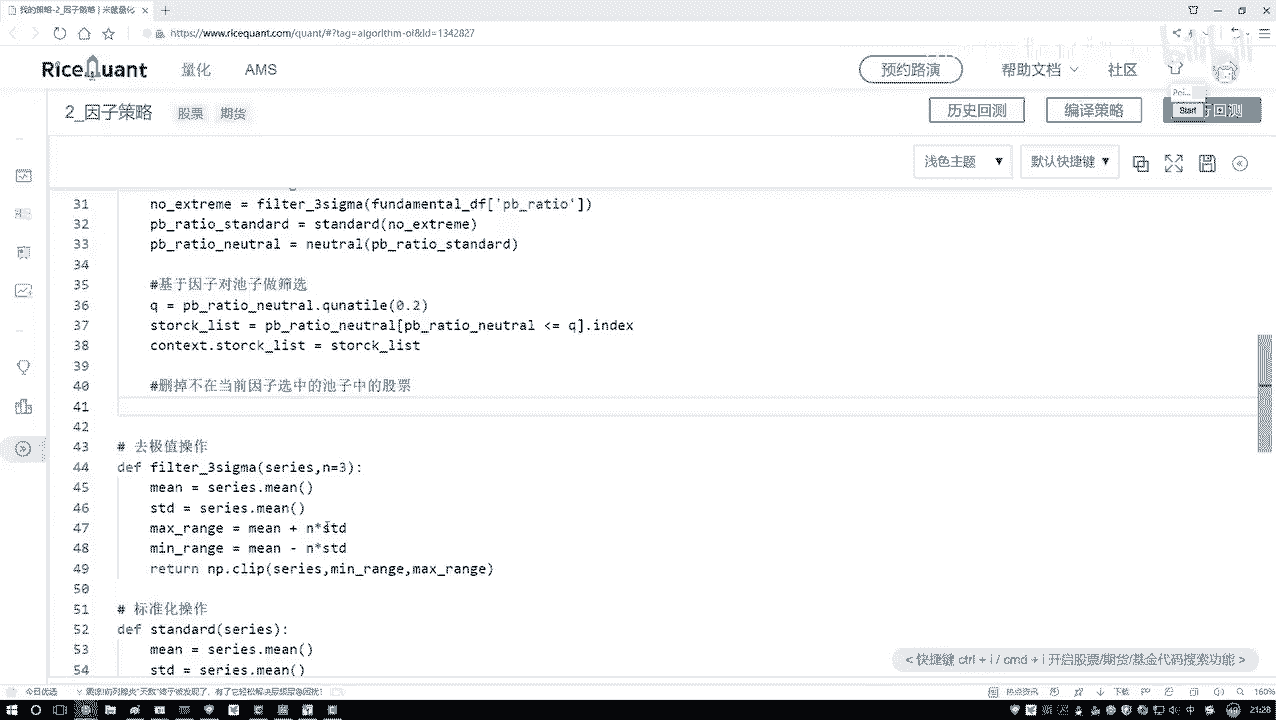 我的策略-2_因子策略 | 米筐量化
https://www.ricequant.com/quant/#?tag=algorithm-ol&id=1342827
RiceQuant 量化 AMS 预约路演 帮助文档 社区
2_因子策略 股票 期货 历史回测 编译策略 行回测
Start
浅色主题 默认快捷键
31 no_extreme = filter_3sigma(fundamental_df['pb_ratio'])
32 pb_ratio_standard = standard(no_extreme)
33 pb_ratio_neutral = neutral(pb_ratio_standard)
34
35 #基于因子对池子做筛选
36 q = pb_ratio_neutral.qunatile(0.2)
37 storck_list = pb_ratio_neutral[pb_ratio_neutral <= q].index
38 context.storck_list = storck_list
39
40 #删掉不在当前因子选中的池子中的股票
41
42
43 # 去极值操作
44 def filter_3sigma(series,n=3):
45 mean = series.mean()
46 std = series.mean()
47 max_range = mean + n*std
48 min_range = mean - n*std
49 return np.clip(series,min_range,max_range)
50
51 # 标准化操作
52 def standard(series):
53 mean = series.mean()
54 std = series.mean()
< 快捷键 ctrl + i / cmd + i 开启股票/期货/基金代码搜索功能 >
今日优选
热点资讯 下载 160%
中 21:20